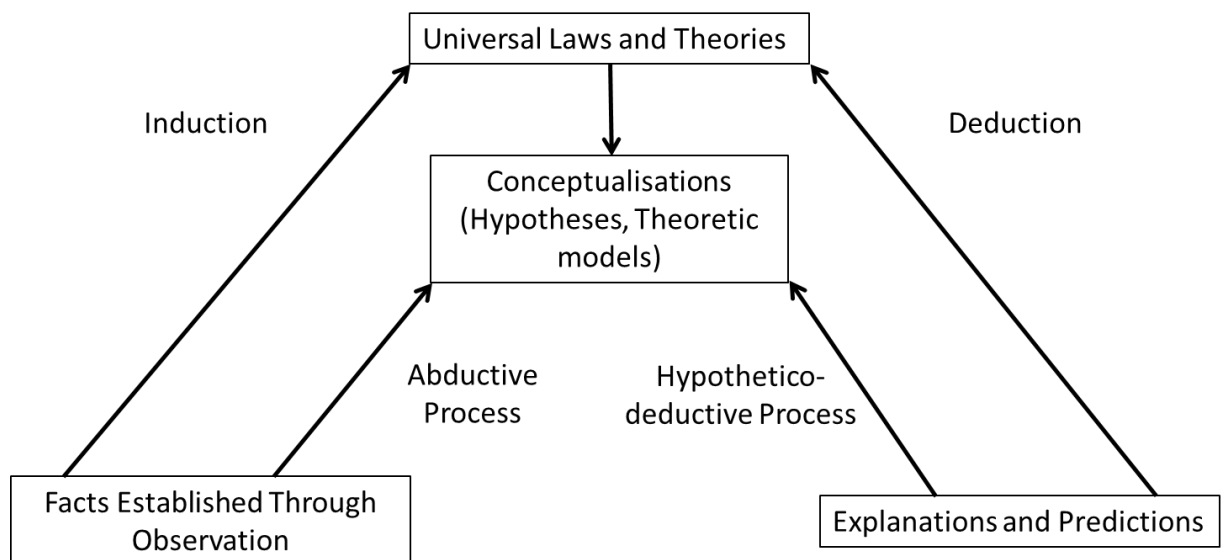 Universal Laws and Theories
Induction
Deduction
Conceptualisations
(Hypotheses, Theoretic
models)
Abductive
Process
Hypothetico-
deductive Process
Facts Established Through
Observation
Explanations and Predictions